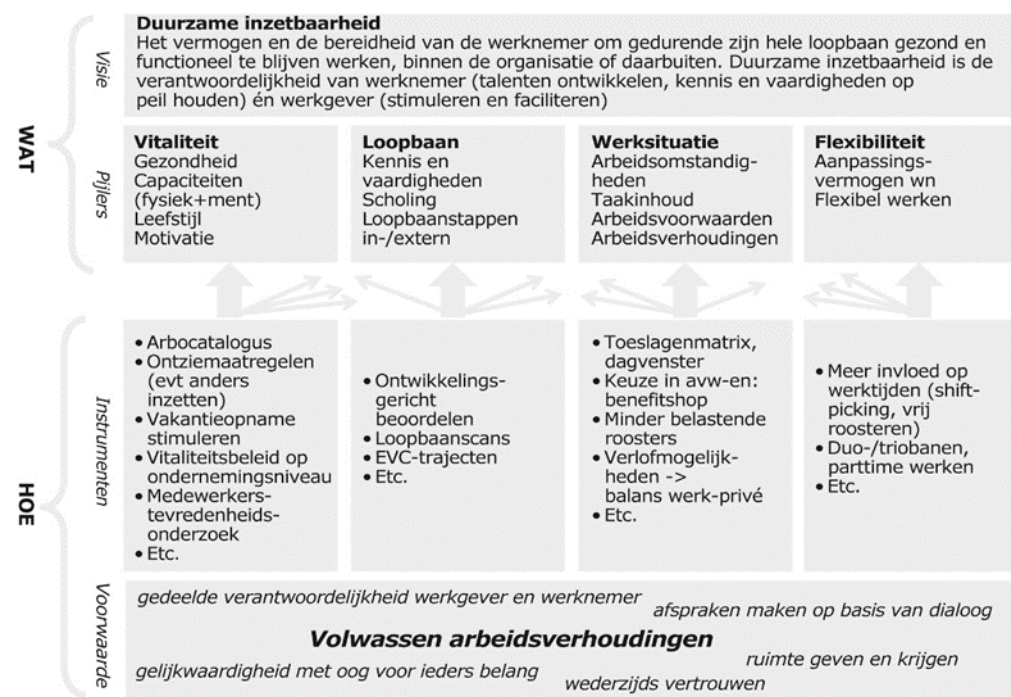 WAT
Visie
Duurzame inzetbaarheid
Het vermogen en de bereidheid van de werknemer om gedurende zijn hele loopbaan gezond en
functioneel te blijven werken, binnen de organisatie of daarbuiten. Duurzame inzetbaarheid is de
verantwoordelijkheid van werknemer (talenten ontwikkelen, kennis en vaardigheden op
peil houden) én werkgever (stimuleren en faciliteren)
Pijlers
Vitaliteit
Gezondheid
Capaciteiten
(fysiek+ment)
Leefstijl
Motivatie
Loopbaan
Kennis en
vaardigheden
Scholing
Loopbaanstappen
in-/extern
Werksituatie
Arbeidsomstandig-
heden
Taakinhoud
Arbeidsvoorwaarden
Arbeidsverhoudingen
Flexibiliteit
Aanpassings-
vermogen wn
Flexibel werken
HOE
Instrumenten
• Arbocatalogus
• Ontziemaatregelen
(evt anders
inzetten)
• Vakantieopname
stimuleren
• Vitaliteitsbeleid op
ondernemingsniveau
• Medewerkers-
tevredenheids-
onderzoek
• Etc.
• Ontwikkelings-
gericht
beoordelen
• Loopbaanscans
• EVC-trajecten
• Etc.
• Toeslagenmatrix,
dagvenster
• Keuze in avw-en:
benefitshop
• Minder belastende
roosters
• Verlofmogelijk-
heden ->
balans werk-privé
• Etc.
• Meer invloed op
werktijden (shift-
picking, vrij
roosteren)
• Duo-/triobanen,
parttime werken
• Etc.
Voorwaarde
gedeelde verantwoordelijkheid werkgever en werknemer
afspraken maken op basis van dialoog
Volwassen arbeidsverhoudingen
ruimte geven en krijgen
gelijkwaardigheid met oog voor ieders belang
wederzijds vertrouwen